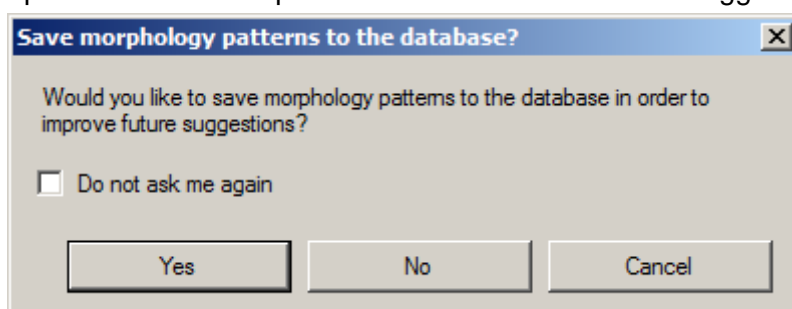 Save morphology patterns to the database?
Would you like to save morphology patterns to the database in order to
improve future suggestions?
Do not ask me again
Yes No Cancel